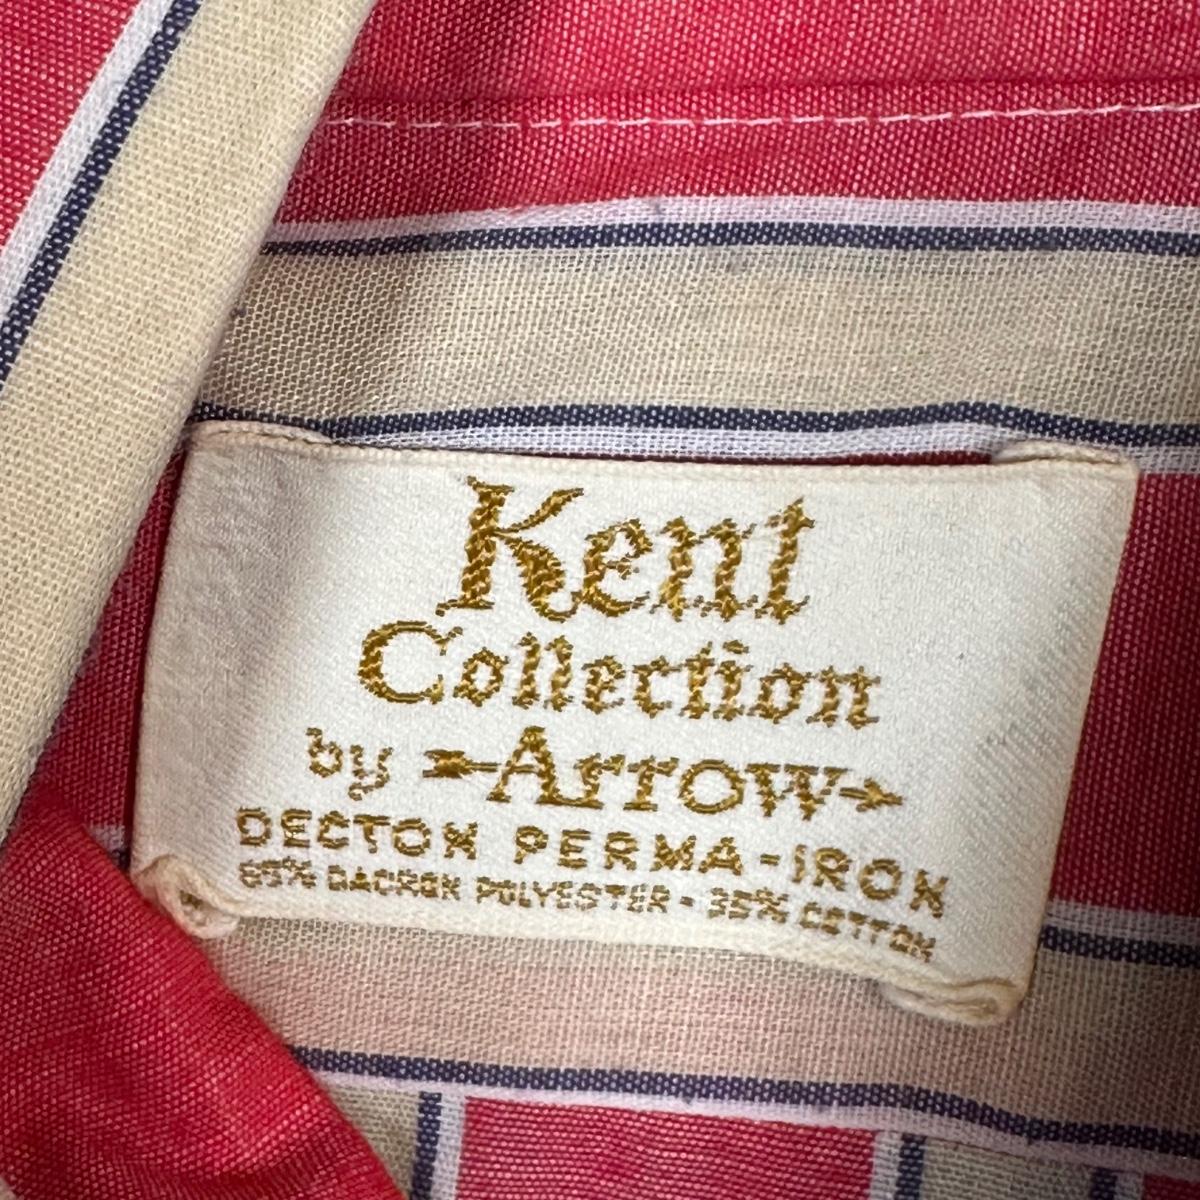 Kent
Collection
by Arrow
DECTON PERMA-IRON
65% DACRON POLYESTER - 35% COTTON